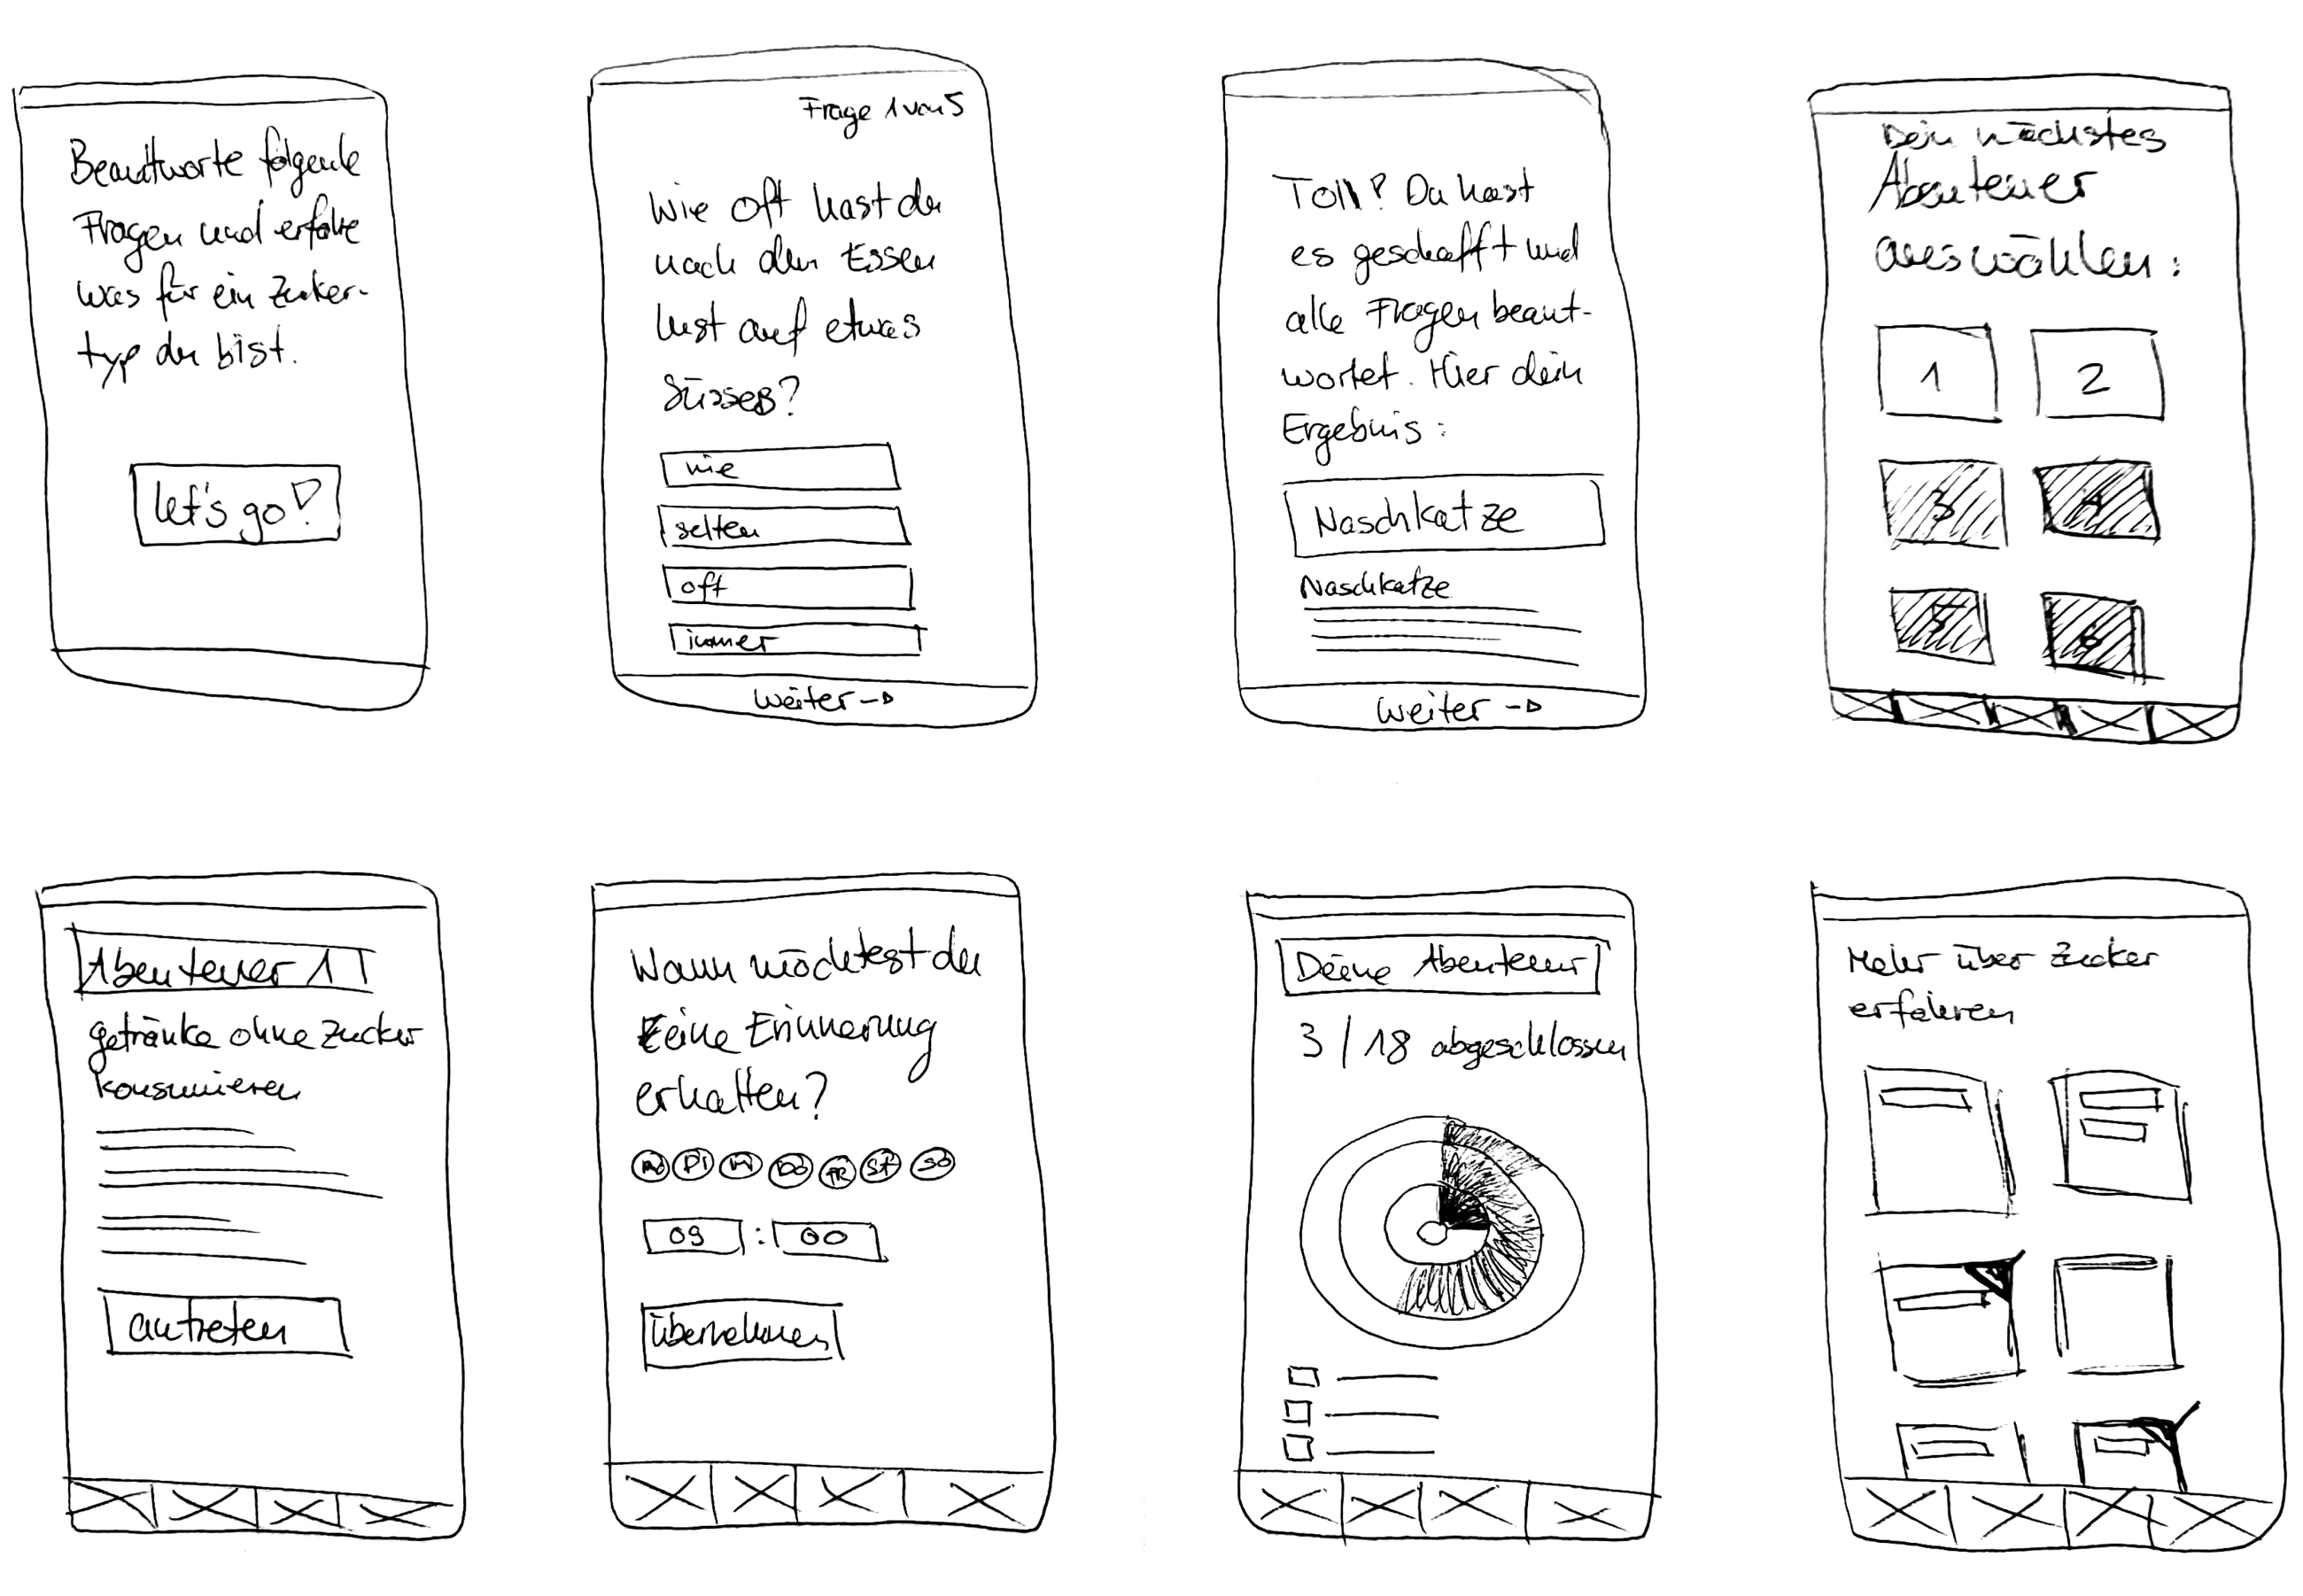 Beantworte folgende
Fragen und erfahre
was für ein Zucker-
typ du bist.
let's go!
Frage 1 von 5
Wie oft hast du
nach dem Essen
lust auf etwas
Süsses?
nie
selten
oft
immer
Weiter ->
Toll! Du hast
es geschafft und
alle Fragen beant-
wortet. Hier dein
Ergebnis:
Naschkatze
Naschkatze
Weiter ->
Dein nächstes
Abenteuer
auswählen:
1 2
3 4
5 6
Abenteuer 1
getränke ohne Zucker
konsumieren
antreten
Wann möchtest du
eine Erinnerung
erhalten?
MO DI MI DO FR SA SO
09 : 00
übernehmen
Deine Abenteuer
3 / 18 abgeschlossen
Mehr über Zucker
erfahren